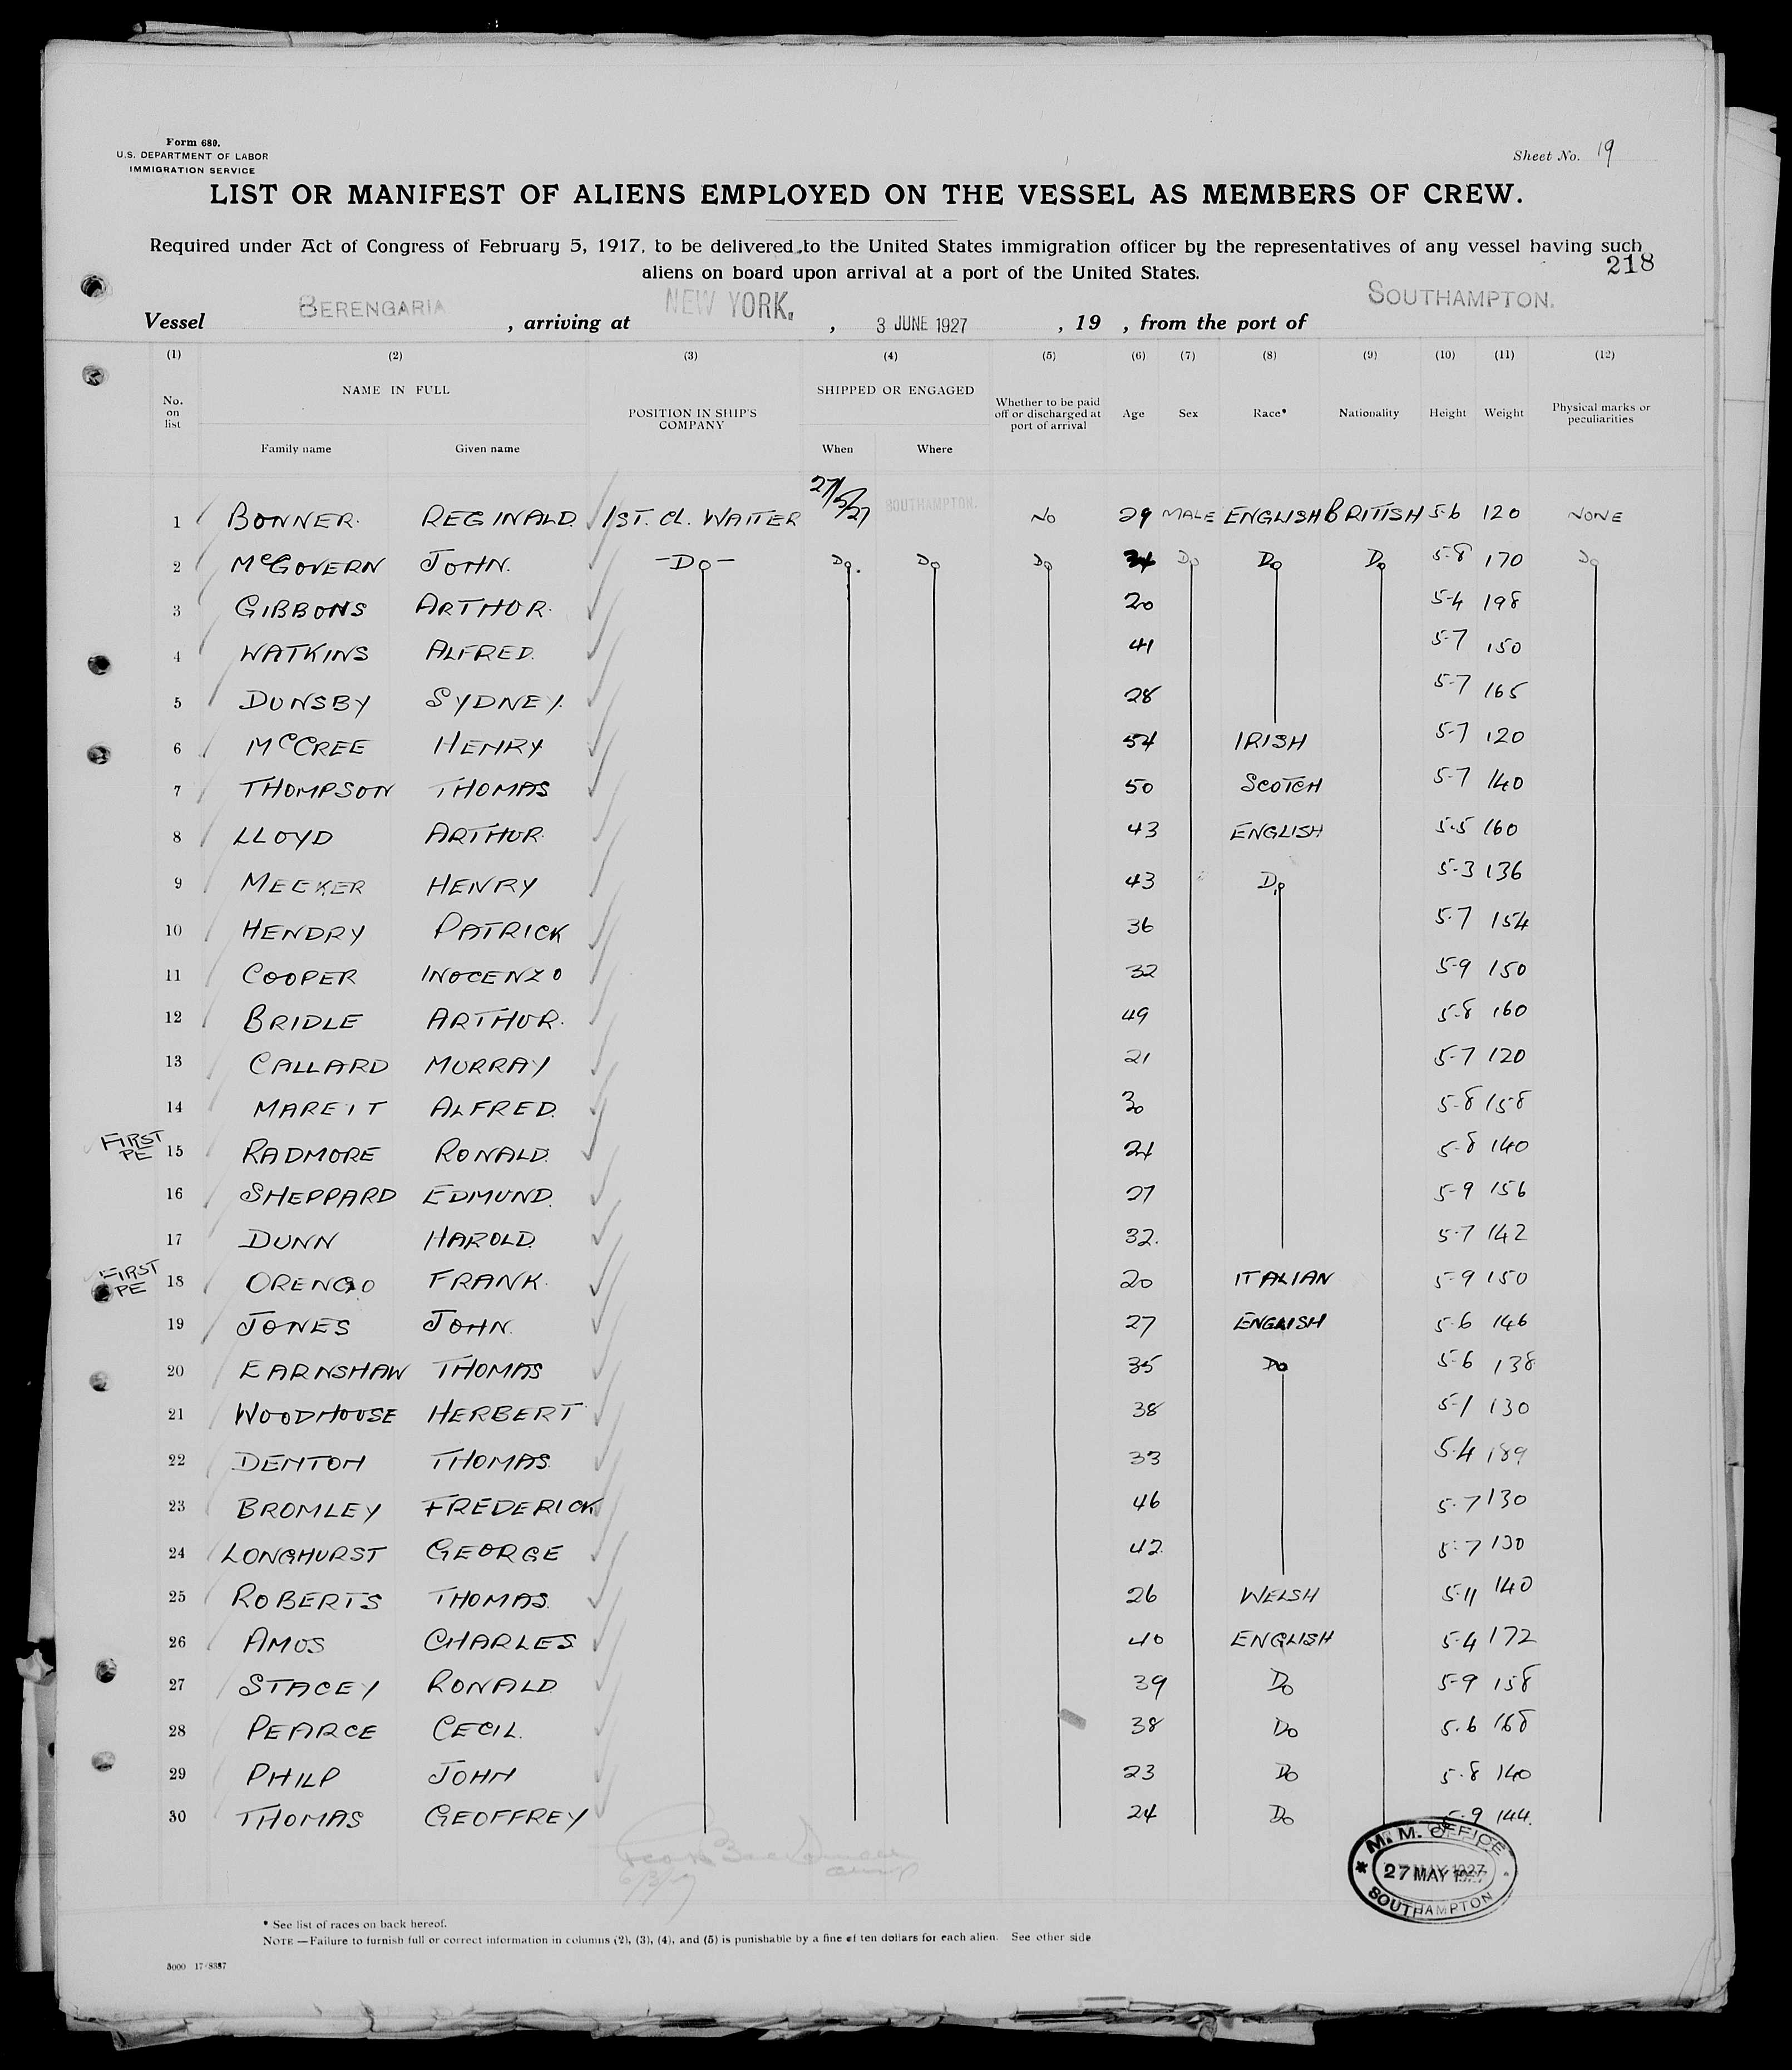 Form 680.
U.S. DEPARTMENT OF LABOR
IMMIGRATION SERVICE
Sheet No. 19
LIST OR MANIFEST OF ALIENS EMPLOYED ON THE VESSEL AS MEMBERS OF CREW.
Required under Act of Congress of February 5, 1917, to be delivered to the United States immigration officer by the representatives of any vessel having such
aliens on board upon arrival at a port of the United States.
218
Vessel BERENGARIA, arriving at NEW YORK., 3 JUNE 1927, 19 , from the port of SOUTHAMPTON.
(1) (2) (3) (4) (5) (6) (7) (8) (9) (10) (11) (12)
No. on list NAME IN FULL POSITION IN SHIP'S COMPANY SHIPPED OR ENGAGED Whether to be paid off or discharged at port of arrival Age Sex Race* Nationality Height Weight Physical marks or peculiarities
Family name Given name When Where
1 BONNER. REGINALD. 1ST. Cl. WAITER 27/5/27 SOUTHAMPTON. No 29 MALE ENGLISH BRITISH 5-6 120 NONE
2 McGOVERN JOHN. -Do- Do. Do Do 34 Do Do Do 5-8 170 Do
3 GIBBONS ARTHUR. 20 5-4 198
4 WATKINS ALFRED. 41 5-7 150
5 DUNSBY SYDNEY. 28 5-7 165
6 McCREE HENRY 54 IRISH 5-7 120
7 THOMPSON THOMAS 50 SCOTCH 5-7 140
8 LLOYD ARTHUR. 43 ENGLISH 5.5 160
9 MEEKER HENRY 43 Do 5-3 136
10 HENDRY PATRICK 36 5-7 154
11 COOPER INOCENZO 32 5-9 150
12 BRIDLE ARTHUR. 49 5-8 160
13 CALLARD MURRAY 21 5-7 120
14 MAREIT ALFRED. 30 5-8 158
FIRST PE 15 RADMORE RONALD. 24 5-8 140
16 SHEPPARD EDMUND. 27 5-9 156
17 DUNN HAROLD. 32. 5-7 142
FIRST PE 18 ORENGO FRANK. 20 ITALIAN 5-9 150
19 JONES JOHN. 27 ENGLISH 5.6 146
20 EARNSHAW THOMAS 35 Do 5-6 138
21 WOODHOUSE HERBERT 38 5-1 130
22 DENTON THOMAS. 33 5-4 189
23 BROMLEY FREDERICK 46 5.7 130
24 LONGHURST GEORGE 42 5-7 130
25 ROBERTS THOMAS. 26 WELSH 5-11 140
26 AMOS CHARLES 40 ENGLISH 5-4 172
27 STACEY RONALD 39 Do 5-9 158
28 PEARCE CECIL. 38 Do 5.6 168
29 PHILP JOHN 23 Do 5.8 140
30 THOMAS GEOFFREY 24 Do 5-9 144.
M. M. OFFICE
27 MAY 1927
SOUTHAMPTON
* See list of races on back hereof.
NOTE —Failure to furnish full or correct information in columns (2), (3), (4), and (5) is punishable by a fine of ten dollars for each alien. See other side
5000 17/8387